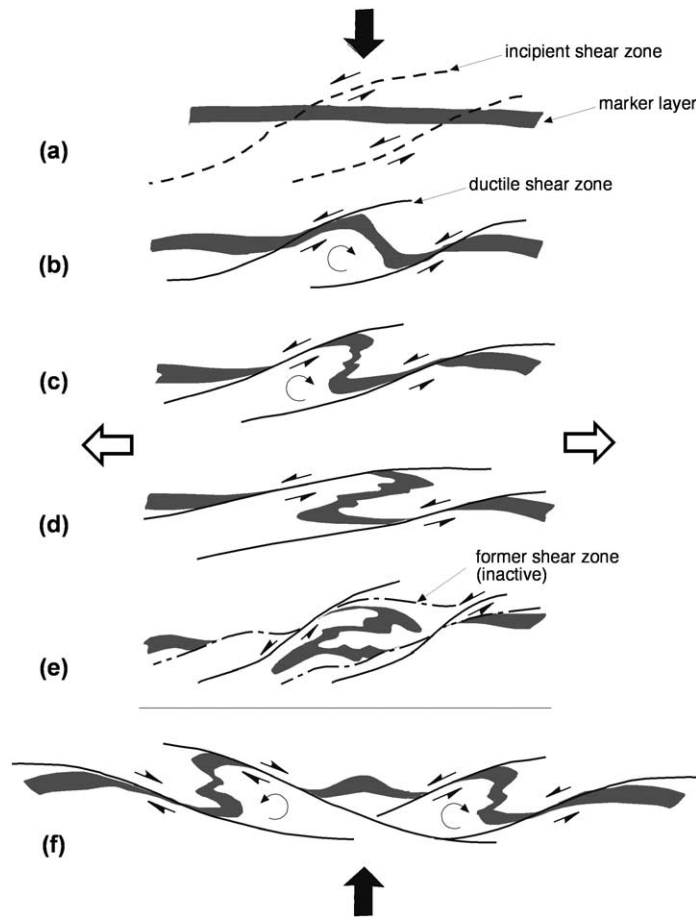 incipient shear zone
marker layer
(a)
ductile shear zone
(b)
(c)
(d)
former shear zone
(inactive)
(e)
(f)